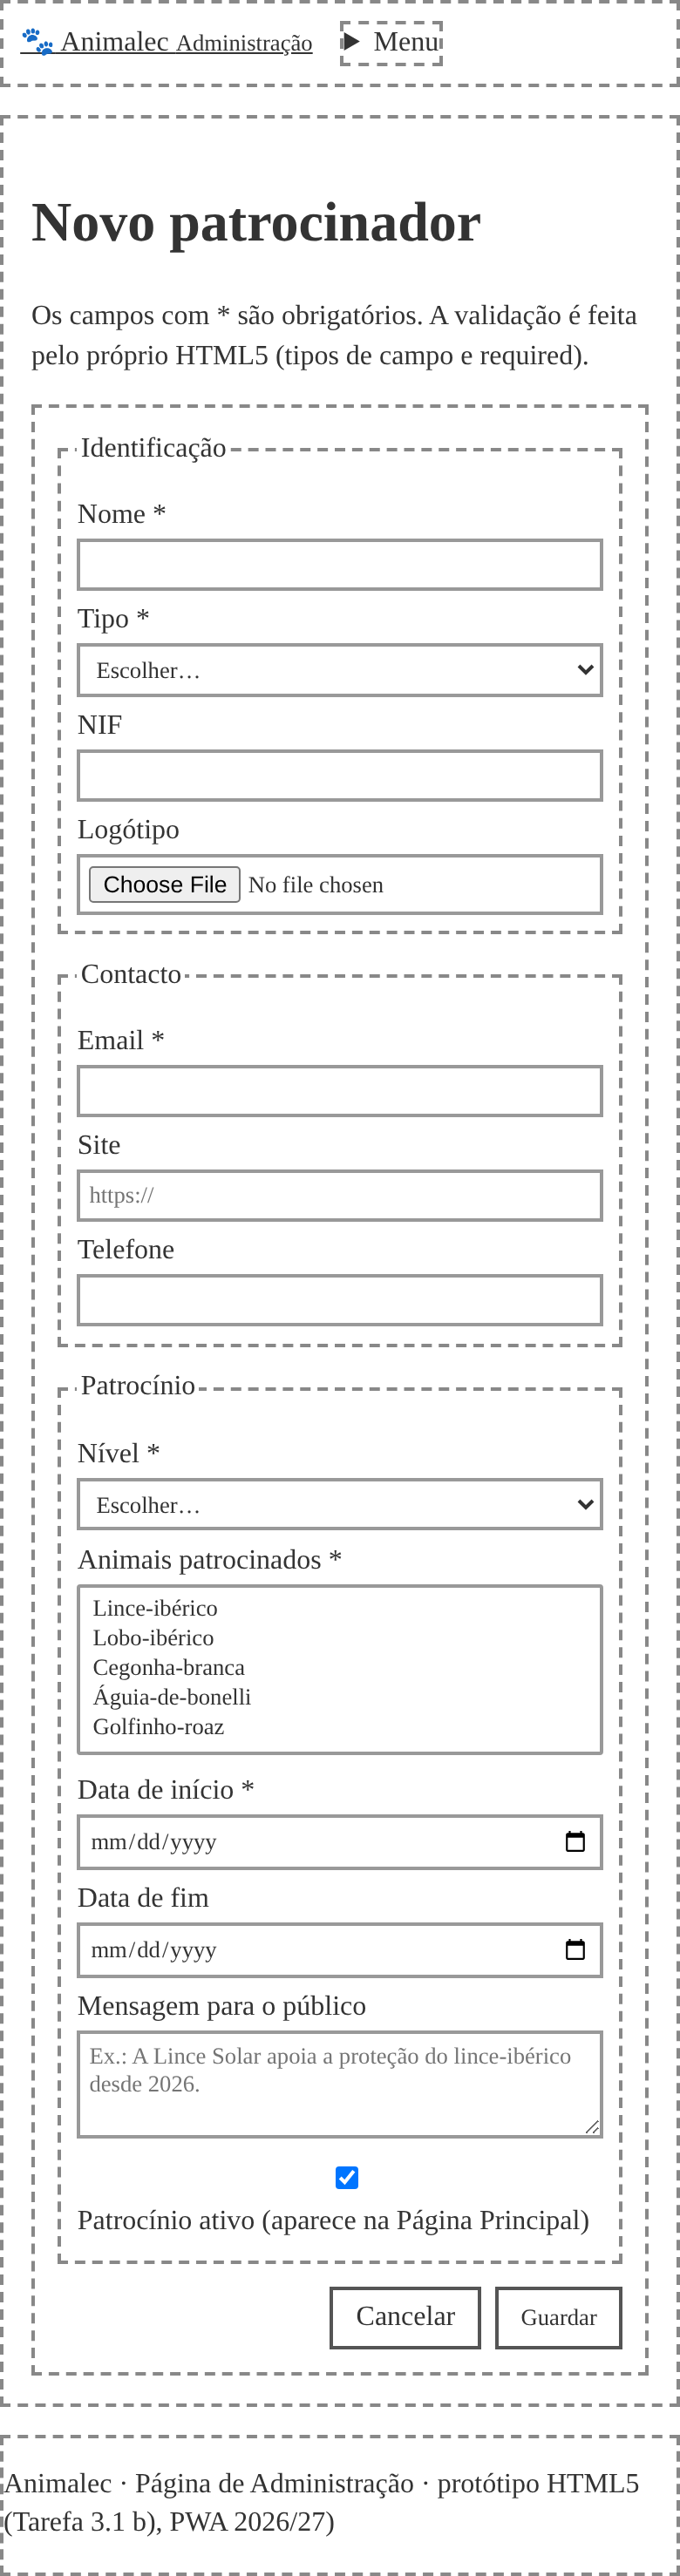 🐾 Animalec Administração ▶ Menu
Novo patrocinador
Os campos com * são obrigatórios. A validação é feita
pelo próprio HTML5 (tipos de campo e required).
Identificação
Nome *
Tipo *
Escolher…
NIF
Logótipo
Choose File No file chosen
Contacto
Email *
Site
https://
Telefone
Patrocínio
Nível *
Escolher…
Animais patrocinados *
Lince-ibérico
Lobo-ibérico
Cegonha-branca
Águia-de-bonelli
Golfinho-roaz
Data de início *
mm/dd/yyyy
Data de fim
mm/dd/yyyy
Mensagem para o público
Ex.: A Lince Solar apoia a proteção do lince-ibérico
desde 2026.
Patrocínio ativo (aparece na Página Principal)
Cancelar Guardar
Animalec · Página de Administração · protótipo HTML5
(Tarefa 3.1 b), PWA 2026/27)